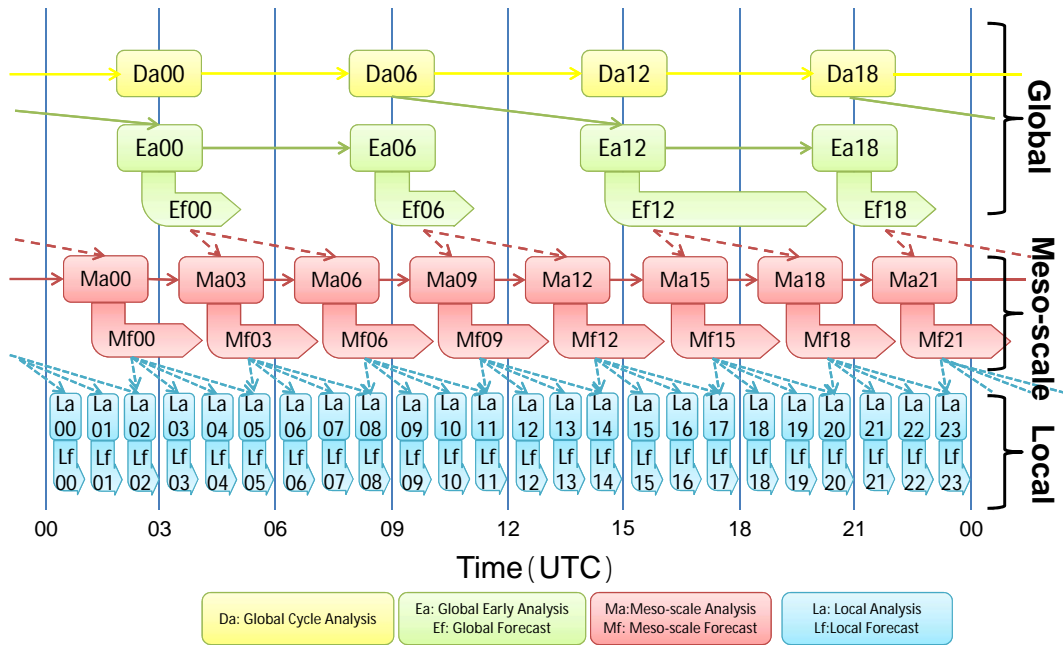 Da00 Da06 Da12 Da18
Ea00 Ea06 Ea12 Ea18
Ef00 Ef06 Ef12 Ef18
Global
Ma00 Ma03 Ma06 Ma09 Ma12 Ma15 Ma18 Ma21
Mf00 Mf03 Mf06 Mf09 Mf12 Mf15 Mf18 Mf21
Meso-scale
La La La La La La La La La La La La La La La La La La La La La La La La
00 01 02 03 04 05 06 07 08 09 10 11 12 13 14 15 16 17 18 19 20 21 22 23
Lf Lf Lf Lf Lf Lf Lf Lf Lf Lf Lf Lf Lf Lf Lf Lf Lf Lf Lf Lf Lf Lf Lf Lf
00 01 02 03 04 05 06 07 08 09 10 11 12 13 14 15 16 17 18 19 20 21 22 23
Local
00 03 06 09 12 15 18 21 00
Time(UTC)
Da: Global Cycle Analysis
Ea: Global Early Analysis
Ef: Global Forecast
Ma:Meso-scale Analysis
Mf: Meso-scale Forecast
La: Local Analysis
Lf:Local Forecast